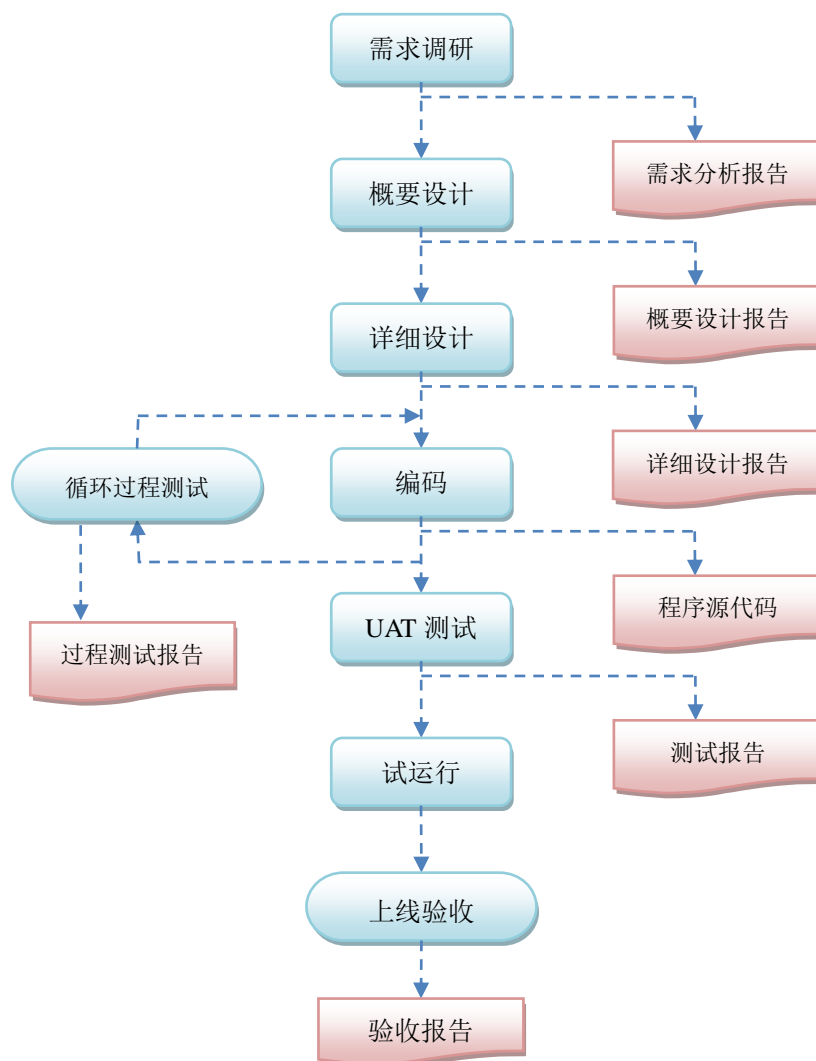 需求调研
需求分析报告
概要设计
概要设计报告
详细设计
详细设计报告
循环过程测试
编码
程序源代码
UAT 测试
过程测试报告
测试报告
试运行
上线验收
验收报告